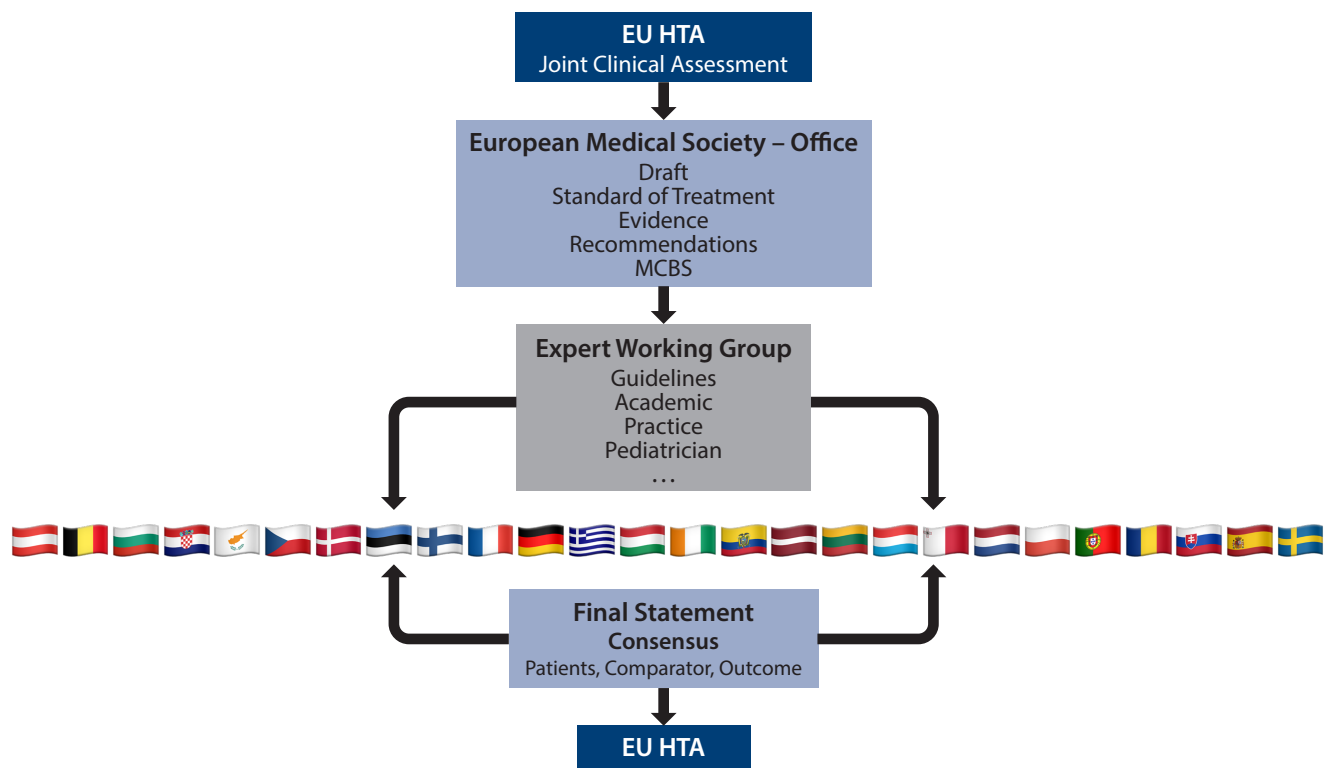 EU HTA
Joint Clinical Assessment
European Medical Society – Office
Draft
Standard of Treatment
Evidence
Recommendations
MCBS
Expert Working Group
Guidelines
Academic
Practice
Pediatrician
…
Final Statement
Consensus
Patients, Comparator, Outcome
EU HTA